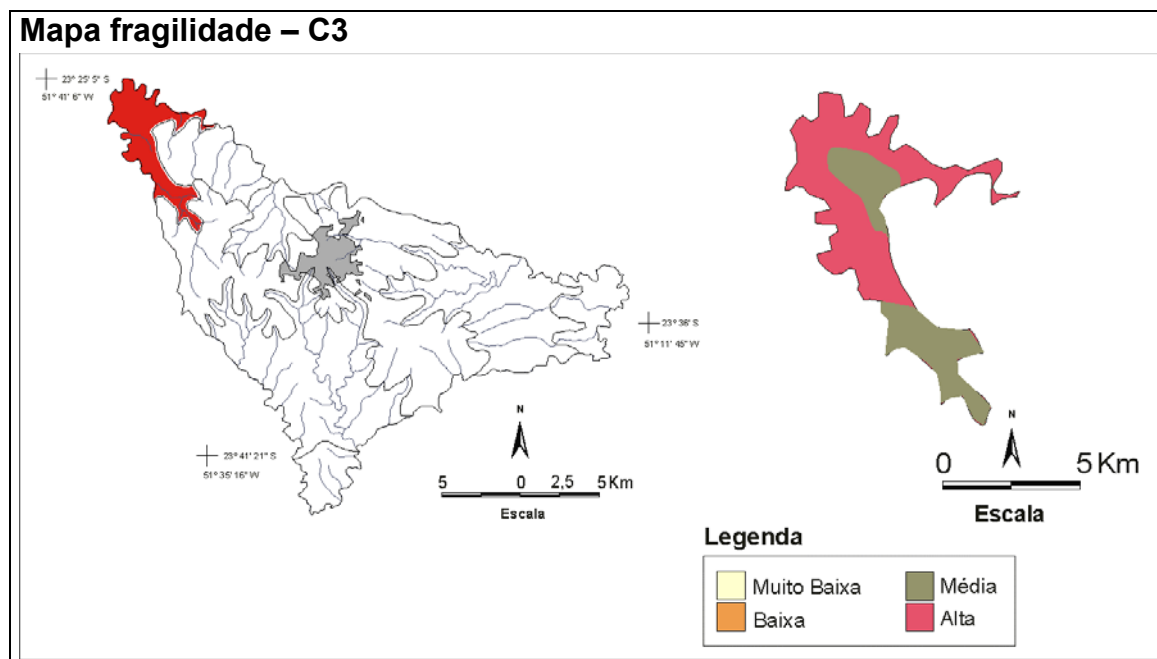 Mapa fragilidade – C3
23° 25' 5" S
51° 41' 6" W
23° 36' S
51° 11' 45" W
23° 41' 21" S
51° 35' 16" W
N
5 0 2,5 5 Km
Escala
N
0 5 Km
Escala
Legenda
Muito Baixa
Média
Baixa
Alta